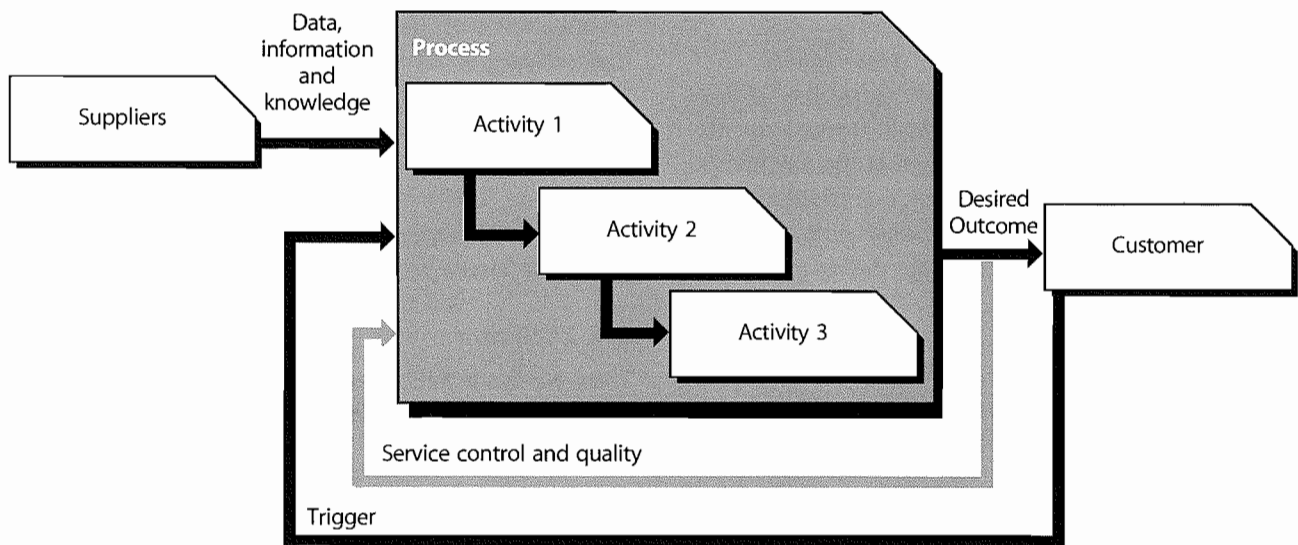 Data,
information
and
knowledge
Suppliers
Process
Activity 1
Activity 2
Activity 3
Desired
Outcome
Customer
Service control and quality
Trigger